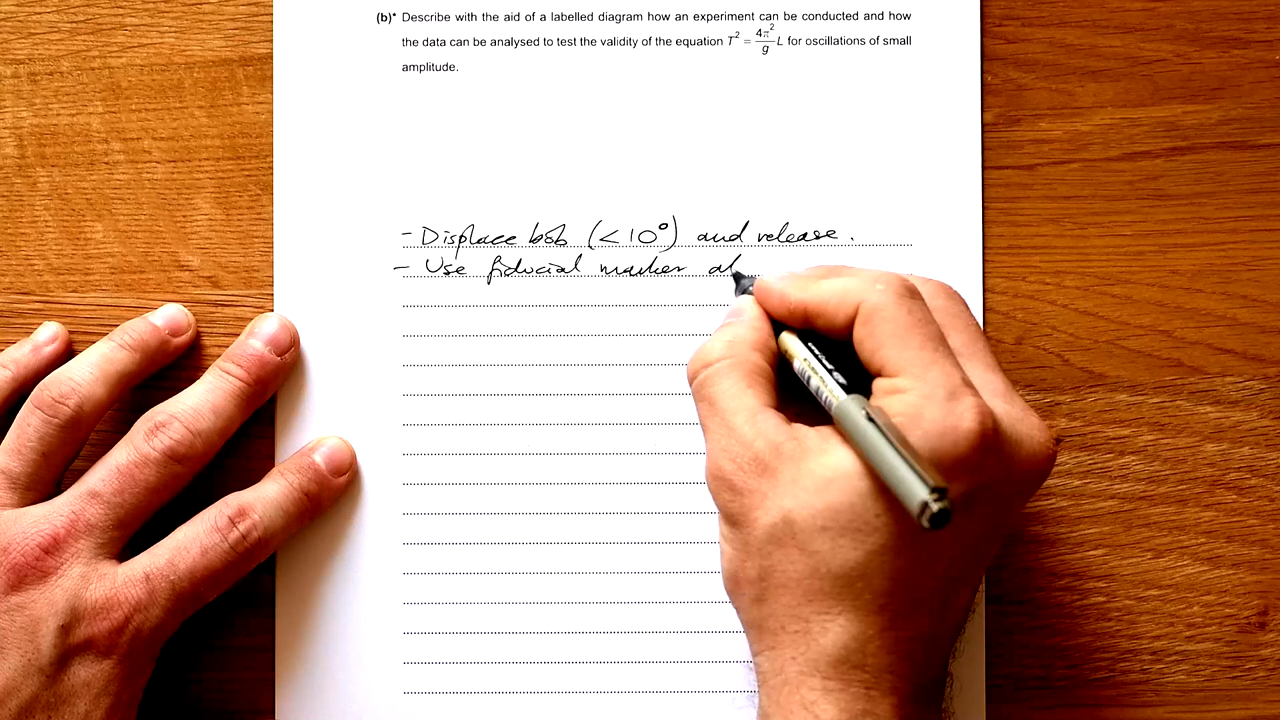 (b)* Describe with the aid of a labelled diagram how an experiment can be conducted and how
the data can be analysed to test the validity of the equation T² = 4π²/g L for oscillations of small
amplitude.
- Displace bob (<10°) and release.
- Use fiducial marker